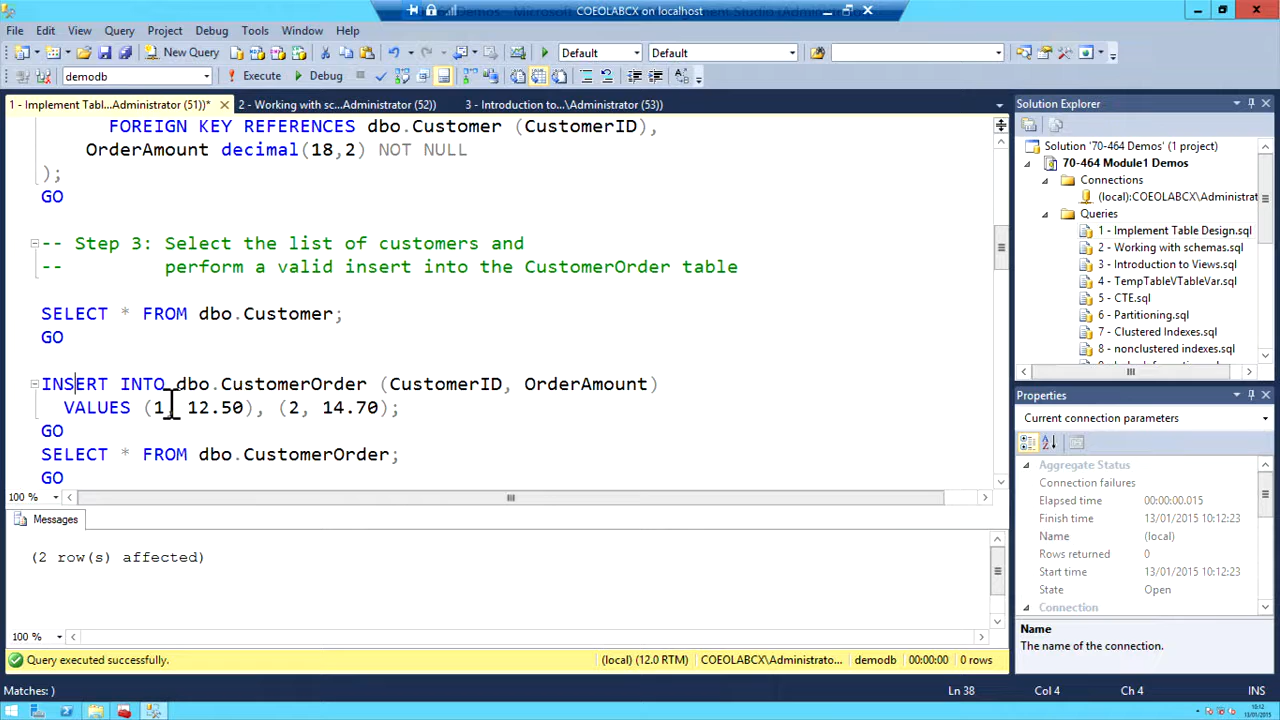 COEOLABCX on localhost
File Edit View Query Project Debug Tools Window Help
New Query Default Default
demodb Execute Debug
1 - Implement Tabl...Administrator (51))* 2 - Working with sc...Administrator (52)) 3 - Introduction to...\Administrator (53))
FOREIGN KEY REFERENCES dbo.Customer (CustomerID),
OrderAmount decimal(18,2) NOT NULL
);
GO
-- Step 3: Select the list of customers and
-- perform a valid insert into the CustomerOrder table
SELECT * FROM dbo.Customer;
GO
INSERT INTO dbo.CustomerOrder (CustomerID, OrderAmount)
VALUES (1, 12.50), (2, 14.70);
GO
SELECT * FROM dbo.CustomerOrder;
GO
100 %
Messages
(2 row(s) affected)
100 %
Query executed successfully. (local) (12.0 RTM) COEOLABCX\Administrato... demodb 00:00:00 0 rows
Solution Explorer
Solution '70-464 Demos' (1 project)
70-464 Module1 Demos
Connections
(local):COEOLABCX\Administrat
Queries
1 - Implement Table Design.sql
2 - Working with schemas.sql
3 - Introduction to Views.sql
4 - TempTableVTableVar.sql
5 - CTE.sql
6 - Partitioning.sql
7 - Clustered Indexes.sql
8 - nonclustered indexes.sql
Properties
Current connection parameters
Aggregate Status
Connection failures
Elapsed time 00:00:00.015
Finish time 13/01/2015 10:12:23
Name (local)
Rows returned 0
Start time 13/01/2015 10:12:23
State Open
Connection
Name
The name of the connection.
Matches: ) Ln 38 Col 4 Ch 4 INS
10:12
13/01/2015